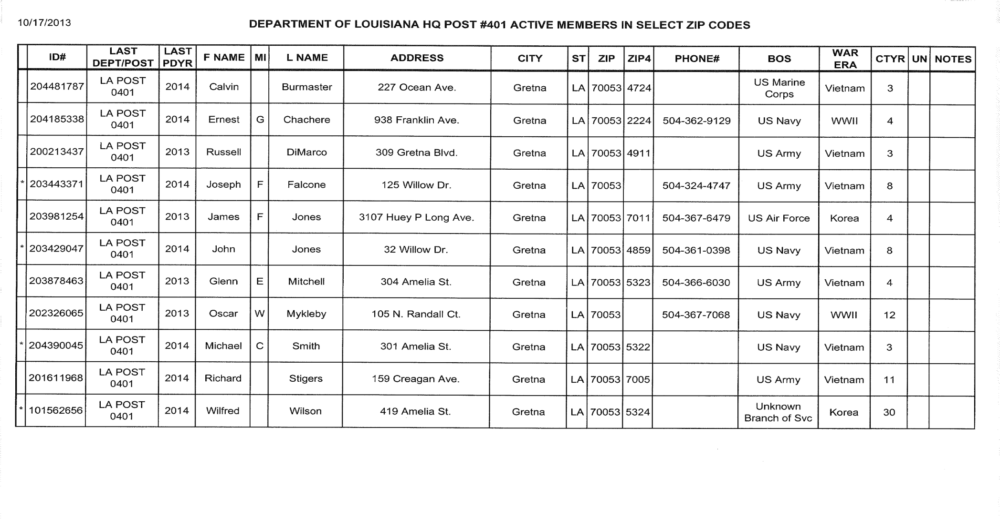 10/17/2013
DEPARTMENT OF LOUISIANA HQ POST #401 ACTIVE MEMBERS IN SELECT ZIP CODES
ID# LAST DEPT/POST LAST PDYR F NAME MI L NAME ADDRESS CITY ST ZIP ZIP4 PHONE# BOS WAR ERA CTYR UN NOTES
204481787 LA POST 0401 2014 Calvin Burmaster 227 Ocean Ave. Gretna LA 70053 4724 US Marine Corps Vietnam 3
204185338 LA POST 0401 2014 Ernest G Chachere 938 Franklin Ave. Gretna LA 70053 2224 504-362-9129 US Navy WWII 4
200213437 LA POST 0401 2013 Russell DiMarco 309 Gretna Blvd. Gretna LA 70053 4911 US Army Vietnam 3
* 203443371 LA POST 0401 2014 Joseph F Falcone 125 Willow Dr. Gretna LA 70053 504-324-4747 US Army Vietnam 8
203981254 LA POST 0401 2013 James F Jones 3107 Huey P Long Ave. Gretna LA 70053 7011 504-367-6479 US Air Force Korea 4
* 203429047 LA POST 0401 2014 John Jones 32 Willow Dr. Gretna LA 70053 4859 504-361-0398 US Navy Vietnam 8
203878463 LA POST 0401 2013 Glenn E Mitchell 304 Amelia St. Gretna LA 70053 5323 504-366-6030 US Army Vietnam 4
202326065 LA POST 0401 2013 Oscar W Mykleby 105 N. Randall Ct. Gretna LA 70053 504-367-7068 US Navy WWII 12
* 204390045 LA POST 0401 2014 Michael C Smith 301 Amelia St. Gretna LA 70053 5322 US Navy Vietnam 3
201611968 LA POST 0401 2014 Richard Stigers 159 Creagan Ave. Gretna LA 70053 7005 US Army Vietnam 11
* 101562656 LA POST 0401 2014 Wilfred Wilson 419 Amelia St. Gretna LA 70053 5324 Unknown Branch of Svc Korea 30